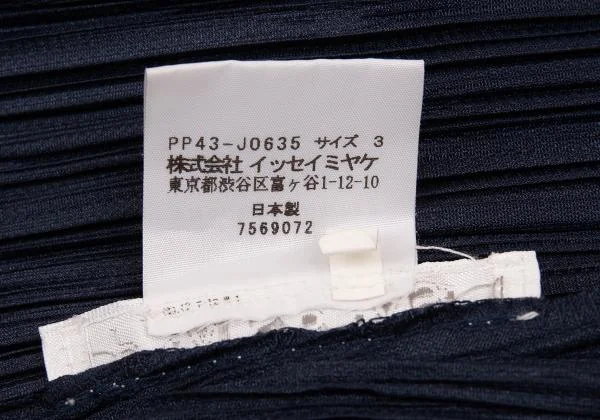 PP43-J0635 サイズ 3
株式会社 イッセイミヤケ
東京都渋谷区富ヶ谷1-12-10
日本製
7569072